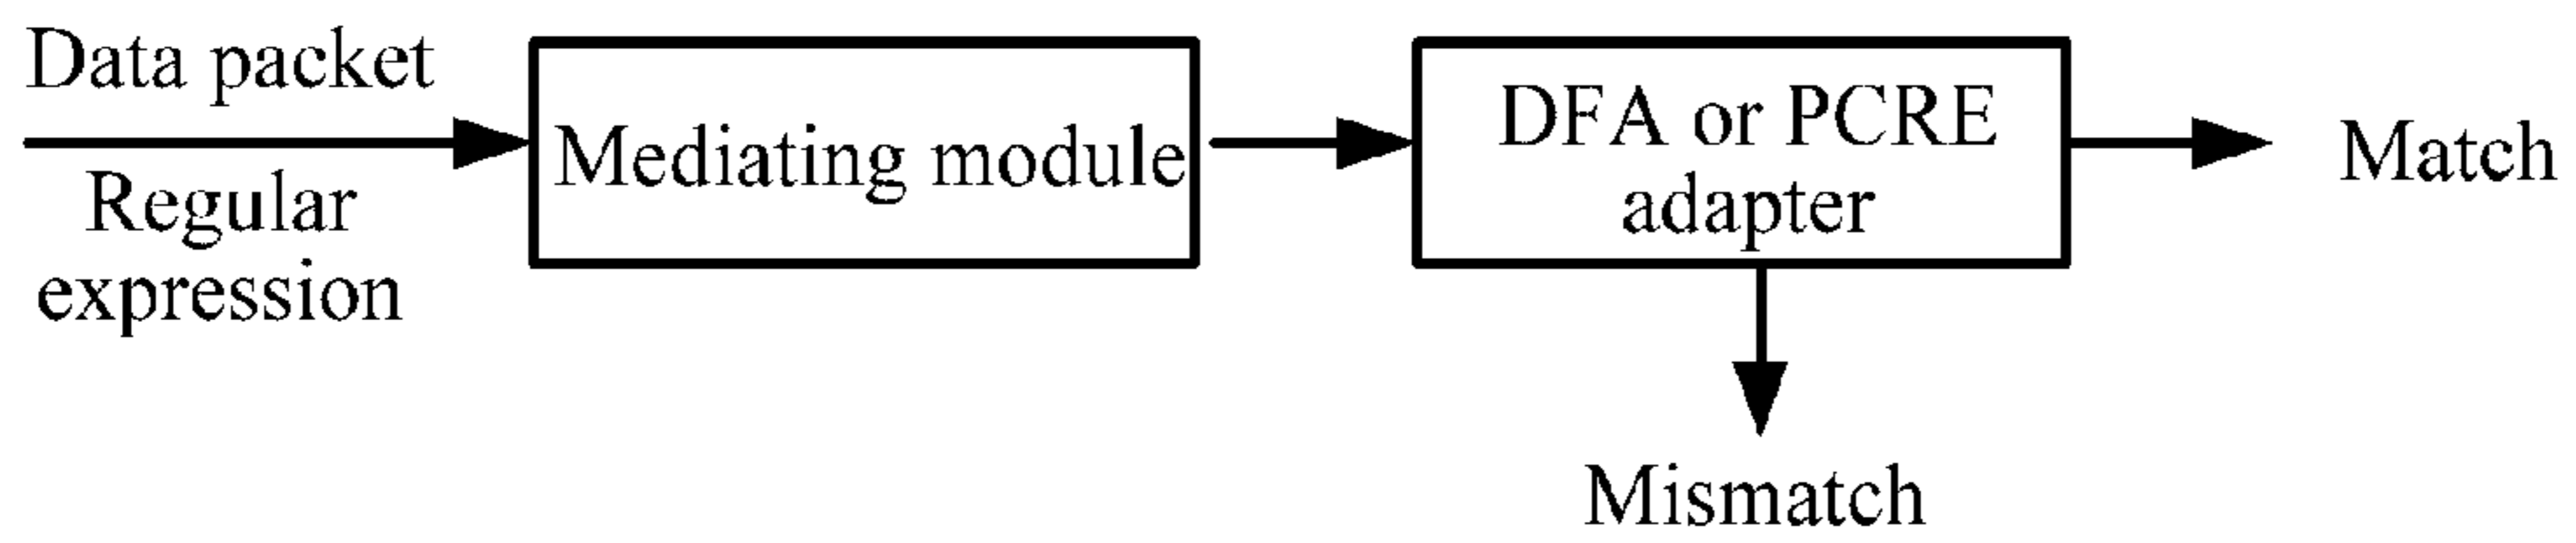 Data packet
Regular
expression
Mediating module
DFA or PCRE
adapter
Match
Mismatch